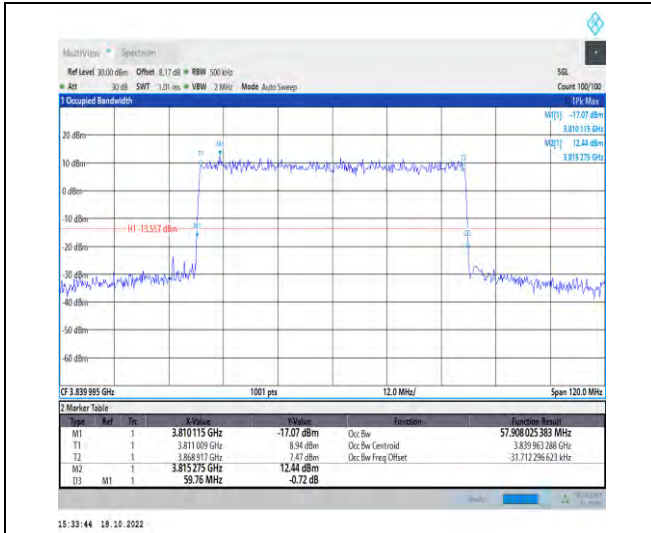 MultiView Spectrum
Ref Level 30.00 dBm Offset 8.17 dB RBW 500 kHz SGL
Att 30 dB SWT 1.01 ms VBW 2 MHz Mode Auto Sweep Count 100/100
1 Occupied Bandwidth 1Pk Max
M1[1] -17.07 dBm
3.810 115 GHz
20 dBm
M2[1] 12.44 dBm
3.815 275 GHz
M2
T1 T2
10 dBm
0 dBm
-10 dBm
H1 -13.557 dBm
M1
D3
-20 dBm
-30 dBm
-40 dBm
-50 dBm
-60 dBm
CF 3.839 995 GHz 1001 pts 12.0 MHz/ Span 120.0 MHz
2 Marker Table
Type Ref Trc X-Value Y-Value Function Function Result
M1 1 3.810 115 GHz -17.07 dBm Occ Bw 57.908 025 383 MHz
T1 1 3.811 009 GHz 8.94 dBm Occ Bw Centroid 3.839 963 288 GHz
T2 1 3.868 917 GHz 7.47 dBm Occ Bw Freq Offset -31.712 296 623 kHz
M2 1 3.815 275 GHz 12.44 dBm
D3 M1 1 59.76 MHz -0.72 dB
15:33:44 18.10.2022